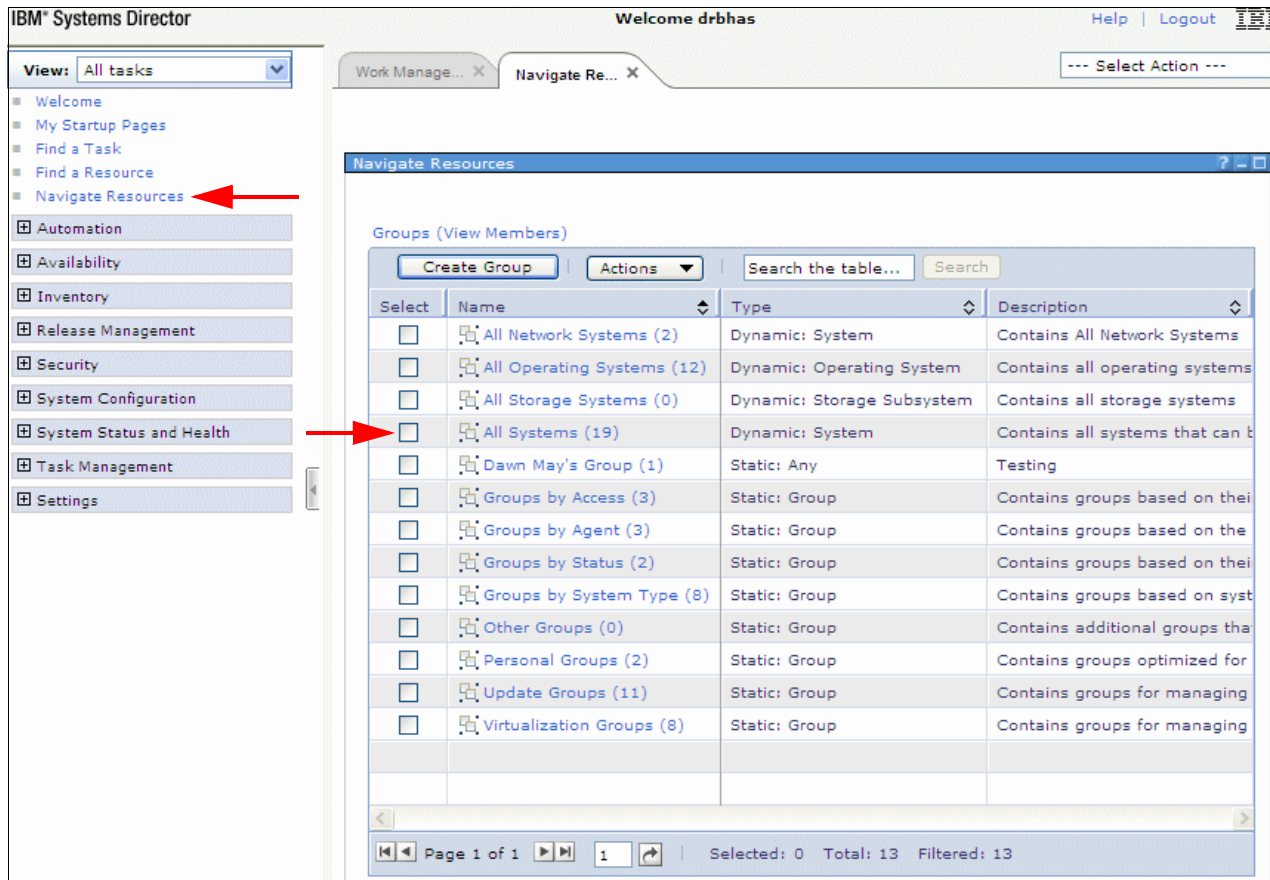 IBM® Systems Director
Welcome drbhas
Help | Logout
IBM
View: All tasks
Welcome
My Startup Pages
Find a Task
Find a Resource
Navigate Resources
Automation
Availability
Inventory
Release Management
Security
System Configuration
System Status and Health
Task Management
Settings
Work Manage...
Navigate Re...
--- Select Action ---
Navigate Resources
Groups (View Members)
Create Group | Actions | Search the table... Search
Select Name Type Description
All Network Systems (2) Dynamic: System Contains All Network Systems
All Operating Systems (12) Dynamic: Operating System Contains all operating systems
All Storage Systems (0) Dynamic: Storage Subsystem Contains all storage systems
All Systems (19) Dynamic: System Contains all systems that can b
Dawn May's Group (1) Static: Any Testing
Groups by Access (3) Static: Group Contains groups based on thei
Groups by Agent (3) Static: Group Contains groups based on the
Groups by Status (2) Static: Group Contains groups based on thei
Groups by System Type (8) Static: Group Contains groups based on syst
Other Groups (0) Static: Group Contains additional groups tha
Personal Groups (2) Static: Group Contains groups optimized for
Update Groups (11) Static: Group Contains groups for managing
Virtualization Groups (8) Static: Group Contains groups for managing
Page 1 of 1 1 | Selected: 0 Total: 13 Filtered: 13